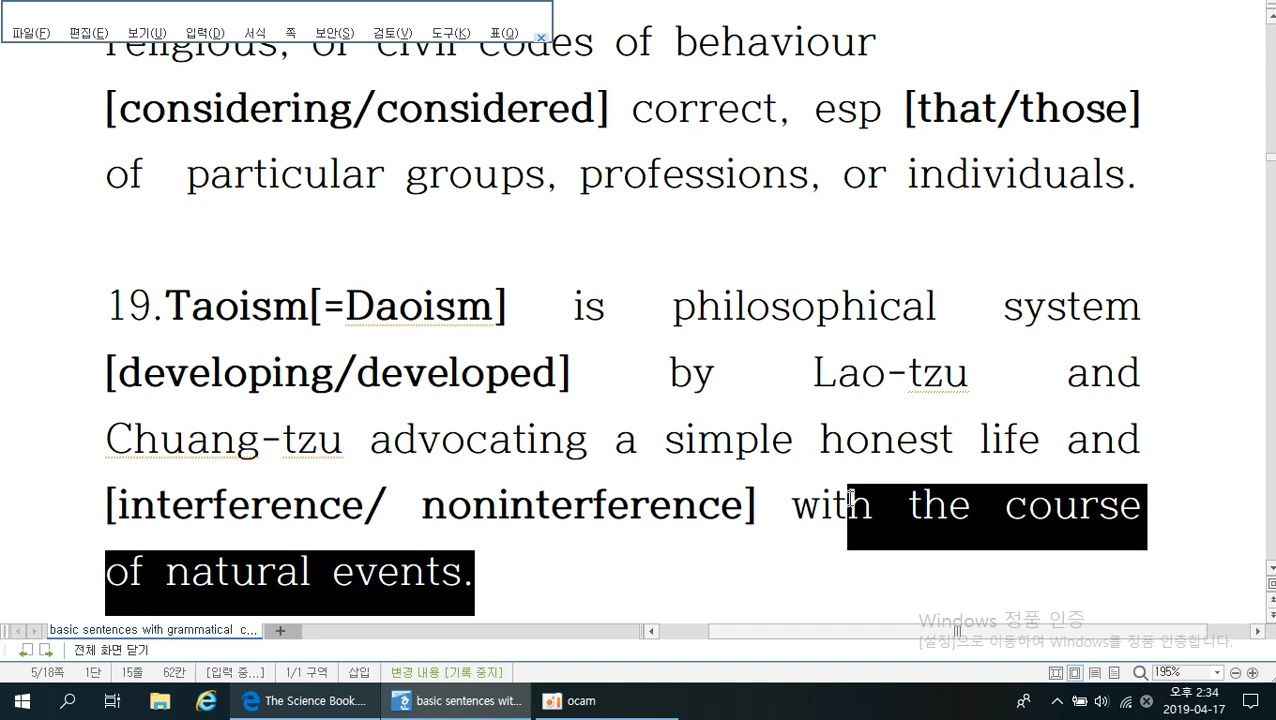 파일(F) 편집(E) 보기(U) 입력(D) 서식 쪽 보안(S) 검토(V) 도구(K) 표(Q)
religious, or civil codes of behaviour
[considering/considered] correct, esp [that/those]
of particular groups, professions, or individuals.
19.Taoism[=Daoism] is philosophical system
[developing/developed] by Lao-tzu and
Chuang-tzu advocating a simple honest life and
[interference/ noninterference] with the course
of natural events.
Windows 정품 인증
[설정]으로 이동하여 Windows를 정품 인증합니다.
basic sentences with grammatical c...
전체 화면 닫기
5/18쪽 1단 15줄 62칸 [입력 중...] 1/1 구역 삽입 변경 내용 [기록 중지] 195%
The Science Book.... basic sentences wit... ocam
오후 2:34
2019-04-17